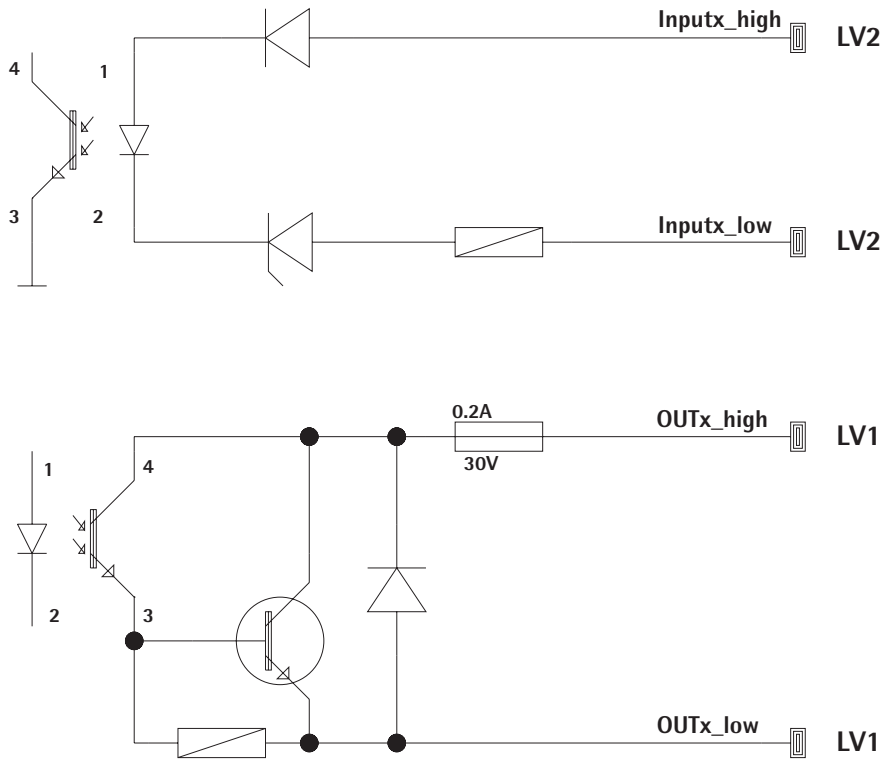 Inputx_high
LV2
4
1
3
2
Inputx_low
LV2
0.2A
OUTx_high
LV1
30V
1
4
2
3
OUTx_low
LV1